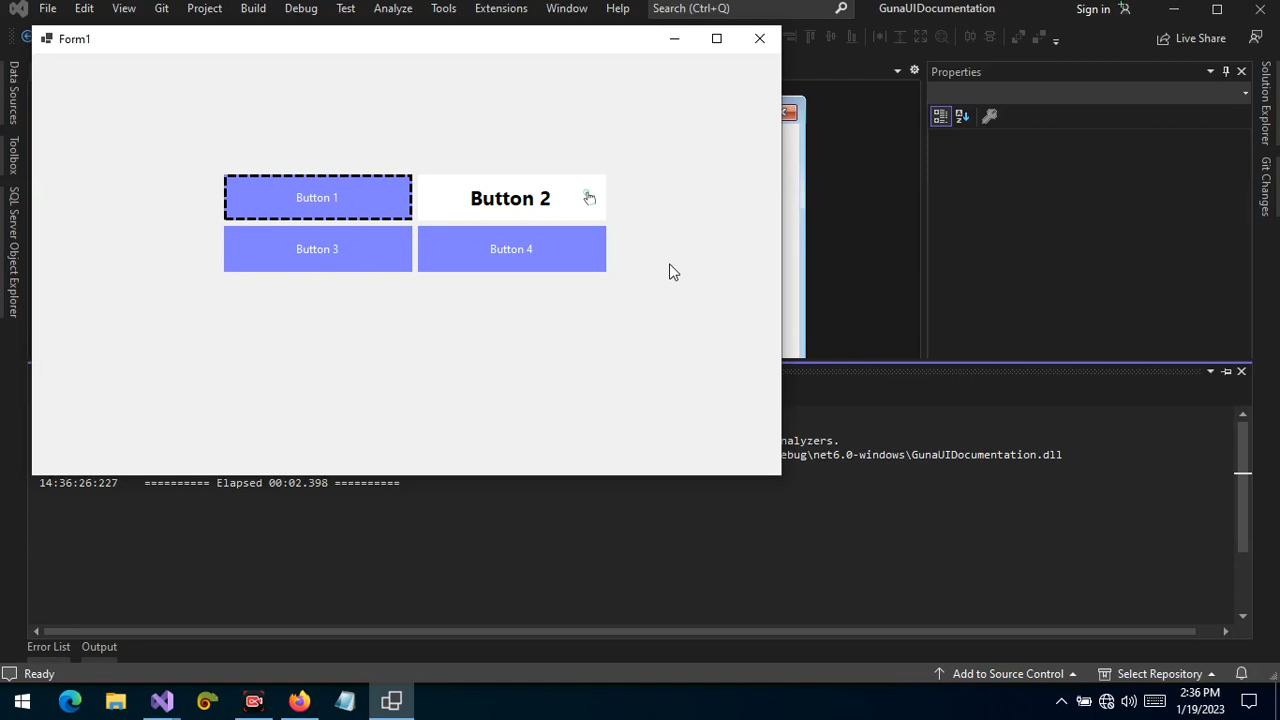 File Edit View Git Project Build Debug Test Analyze Tools Extensions Window Help Search (Ctrl+Q) GunaUIDocumentation Sign in
Live Share
Form1
Properties
Data Sources
Toolbox
SQL Server Object Explorer
Solution Explorer
Git Changes
Button 1 Button 2
Button 3 Button 4
nalyzers.
ebug\net6.0-windows\GunaUIDocumentation.dll
14:36:26:227 ========== Elapsed 00:02.398 ==========
Error List Output
Ready Add to Source Control Select Repository
2:36 PM
1/19/2023